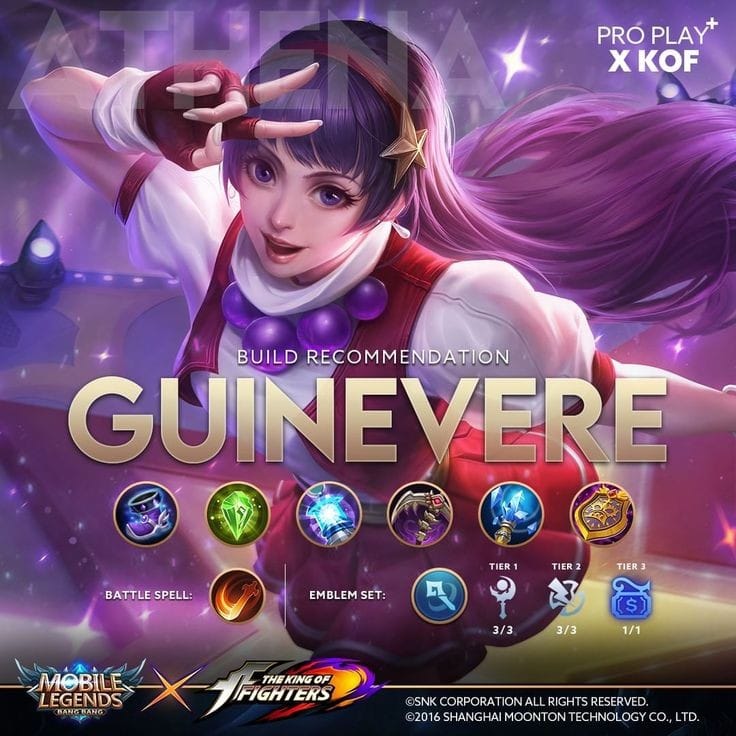 ATHENA
PRO PLAY+
X KOF
BUILD RECOMMENDATION
GUINEVERE
BATTLE SPELL:
EMBLEM SET:
TIER 1
TIER 2
TIER 3
$
3/3
3/3
1/1
MOBILE
LEGENDS
BANG BANG
X
THE KING OF
FIGHTERS
©SNK CORPORATION ALL RIGHTS RESERVED.
©2016 SHANGHAI MOONTON TECHNOLOGY CO., LTD.